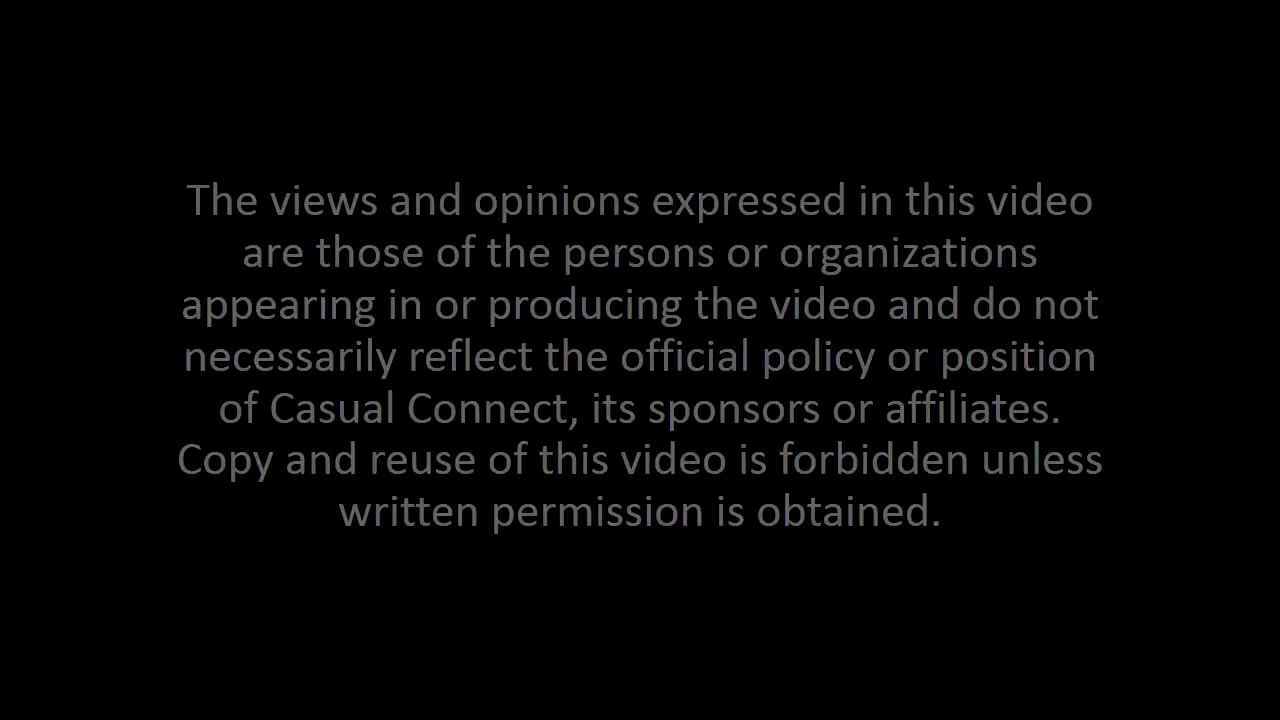 The views and opinions expressed in this video
are those of the persons or organizations
appearing in or producing the video and do not
necessarily reflect the official policy or position
of Casual Connect, its sponsors or affiliates.
Copy and reuse of this video is forbidden unless
written permission is obtained.